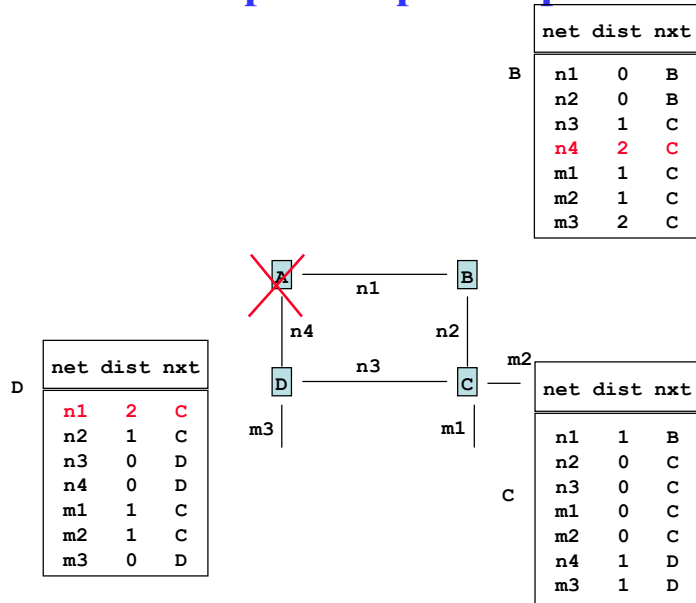 net dist nxt
B
n1 0 B
n2 0 B
n3 1 C
n4 2 C
m1 1 C
m2 1 C
m3 2 C
A
B
n1
n4
n2
n3
m2
D
C
m3
m1
D
net dist nxt
n1 2 C
n2 1 C
n3 0 D
n4 0 D
m1 1 C
m2 1 C
m3 0 D
C
net dist nxt
n1 1 B
n2 0 C
n3 0 C
m1 0 C
m2 0 C
n4 1 D
m3 1 D